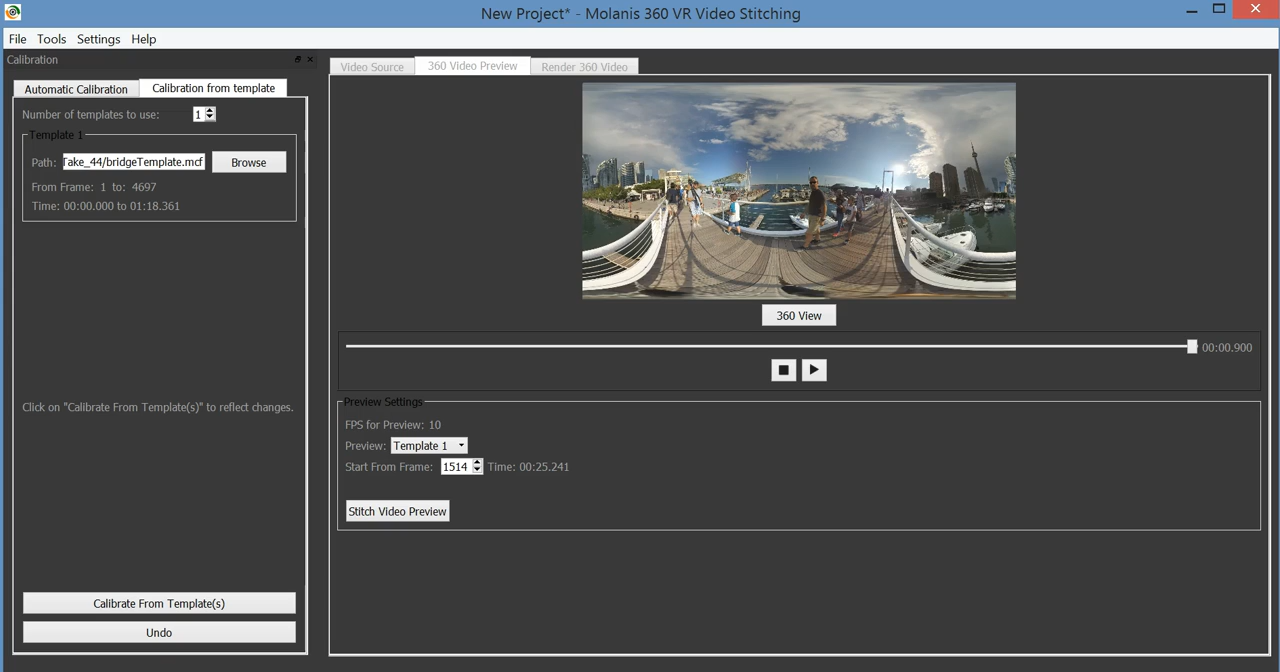 New Project* - Molanis 360 VR Video Stitching
File Tools Settings Help
Calibration
Automatic Calibration Calibration from template
Number of templates to use: 1
Template 1
Path: Take_44/bridgeTemplate.mcf Browse
From Frame: 1 to: 4697
Time: 00:00.000 to 01:18.361
Click on "Calibrate From Template(s)" to reflect changes.
Calibrate From Template(s)
Undo
Video Source 360 Video Preview Render 360 Video
360 View
00:00.900
Preview Settings
FPS for Preview: 10
Preview: Template 1
Start From Frame: 1514 Time: 00:25.241
Stitch Video Preview